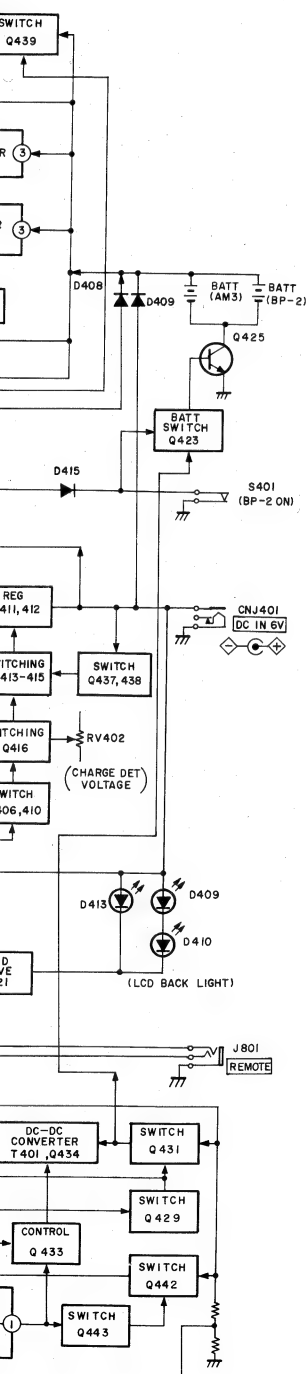 SWITCH
Q439
R 3
3
D408
D409
BATT
(AM3)
BATT
(BP-2)
Q425
BATT
SWITCH
Q423
D415
S401
(BP-2 ON)
REG
411, 412
CNJ401
DC IN 6V
ITCHING
413-415
SWITCH
Q437, 438
TCHING
Q416
RV402
(CHARGE DET
VOLTAGE)
WITCH
406,410
D413
D409
D410
(LCD BACK LIGHT)
D
VE
21
J801
REMOTE
DC-DC
CONVERTER
T401 ,Q434
SWITCH
Q431
SWITCH
Q429
CONTROL
Q433
SWITCH
Q442
1
SWITCH
Q443